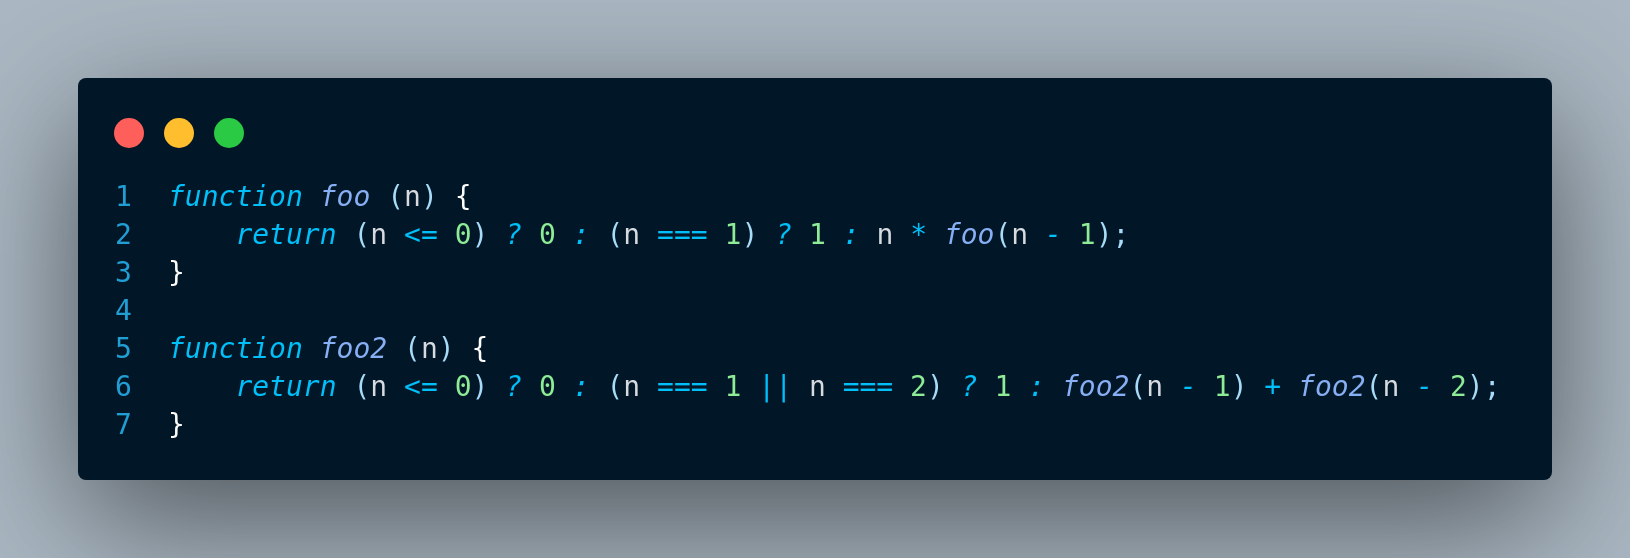 1 function foo (n) {
2     return (n <= 0) ? 0 : (n === 1) ? 1 : n * foo(n - 1);
3 }
4
5 function foo2 (n) {
6     return (n <= 0) ? 0 : (n === 1 || n === 2) ? 1 : foo2(n - 1) + foo2(n - 2);
7 }